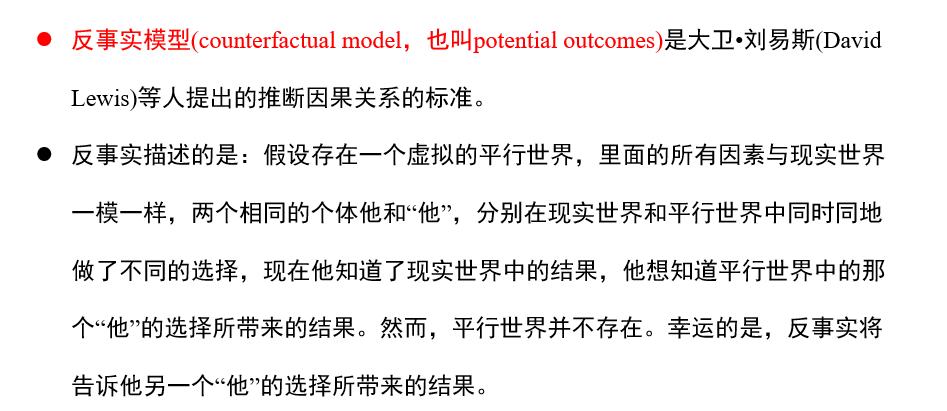 反事实模型(counterfactual model，也叫potential outcomes)是大卫•刘易斯(David
Lewis)等人提出的推断因果关系的标准。
反事实描述的是：假设存在一个虚拟的平行世界，里面的所有因素与现实世界
一模一样，两个相同的个体他和“他”，分别在现实世界和平行世界中同时同地
做了不同的选择，现在他知道了现实世界中的结果，他想知道平行世界中的那
个“他”的选择所带来的结果。然而，平行世界并不存在。幸运的是，反事实将
告诉他另一个“他”的选择所带来的结果。